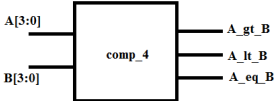 A[3:0]
A_gt_B
comp_4
A_lt_B
B[3:0]
A_eq_B